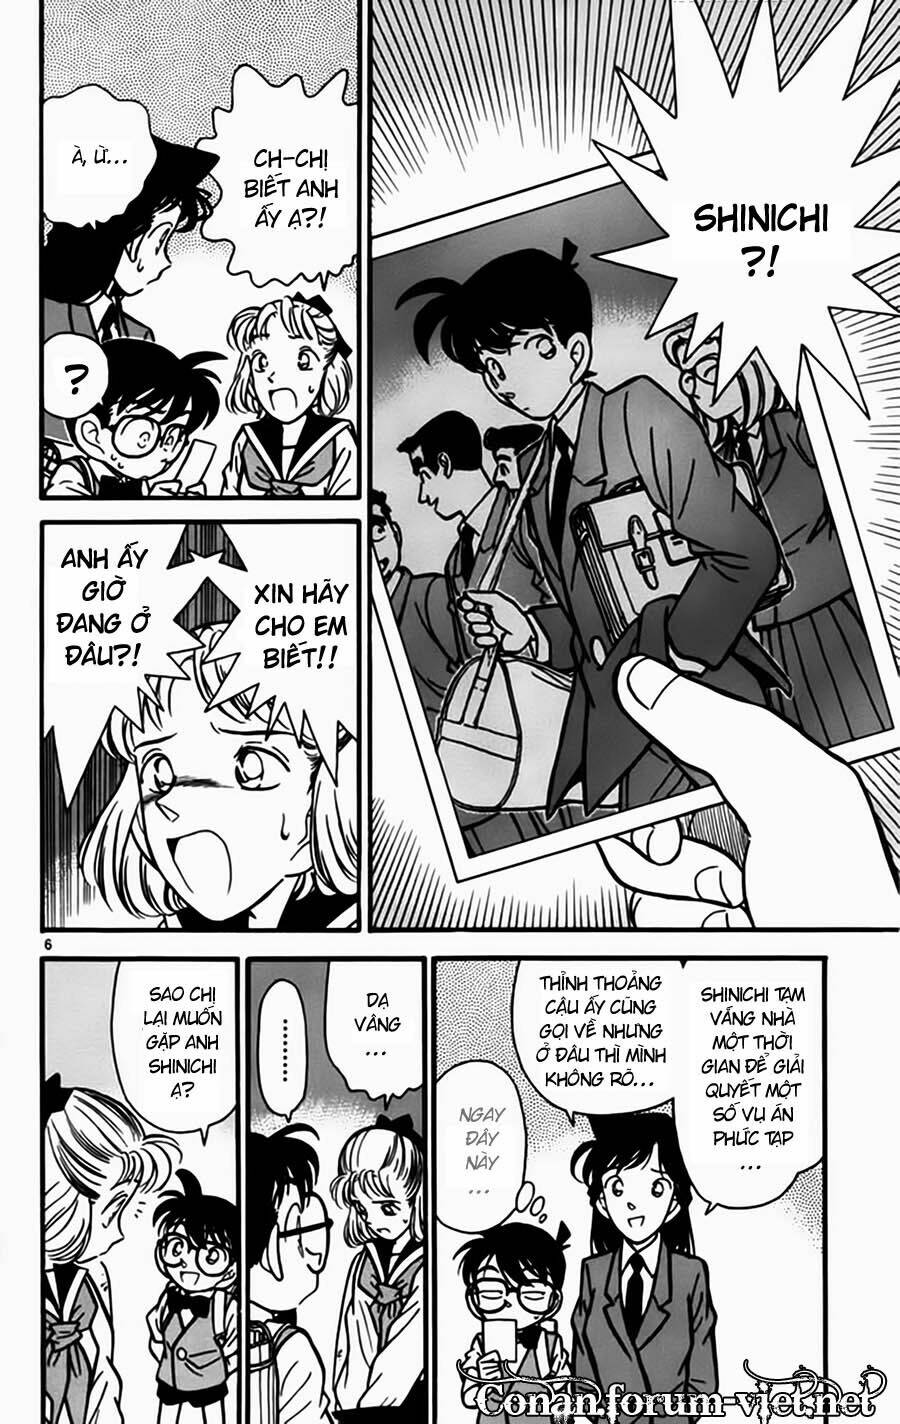 SHINICHI
?!
CH-CHỊ
BIẾT ANH
ẤY Ạ?!
À, Ừ...
?
XIN HÃY
CHO EM
BIẾT!!
ANH ẤY
GIỜ
ĐANG Ở
ĐÂU?!
6
SHINICHI TẠM
VẮNG NHÀ
MỘT THỜI
GIAN ĐỂ GIẢI
QUYẾT MỘT
SỐ VỤ ÁN
PHỨC TẠP
...
THỈNH THOẢNG
CẬU ẤY CŨNG
GỌI VỀ NHƯNG
Ở ĐÂU THÌ MÌNH
KHÔNG RÕ...
NGAY
ĐÂY
NÀY
...
DẠ
VÂNG
...
.........
SAO CHỊ
LẠI MUỐN
GẶP ANH
SHINICHI
Ạ?
Conan.forum-viet.net